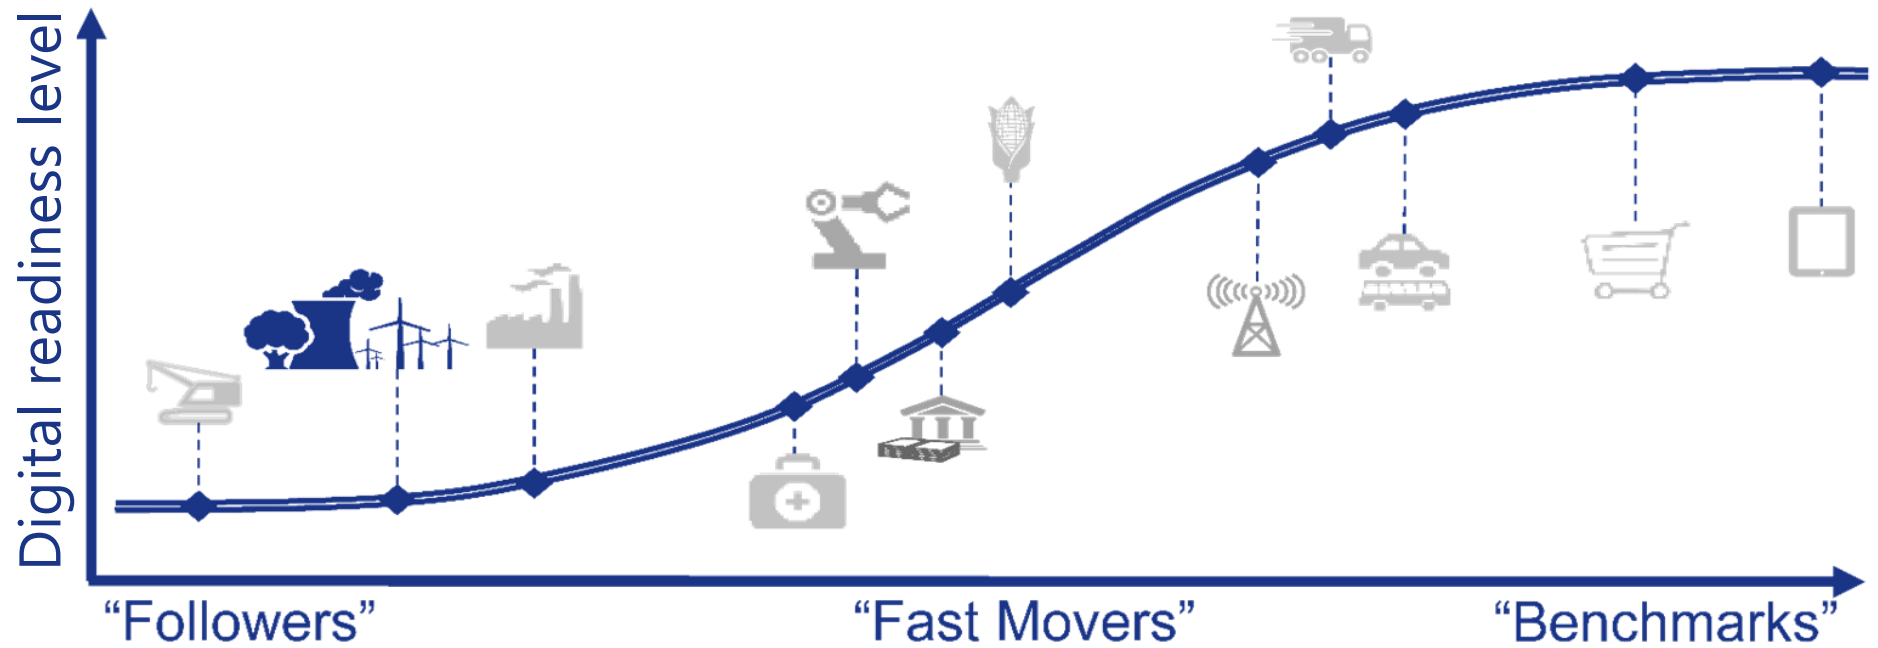 Digital readiness level
“Followers”
“Fast Movers”
“Benchmarks”